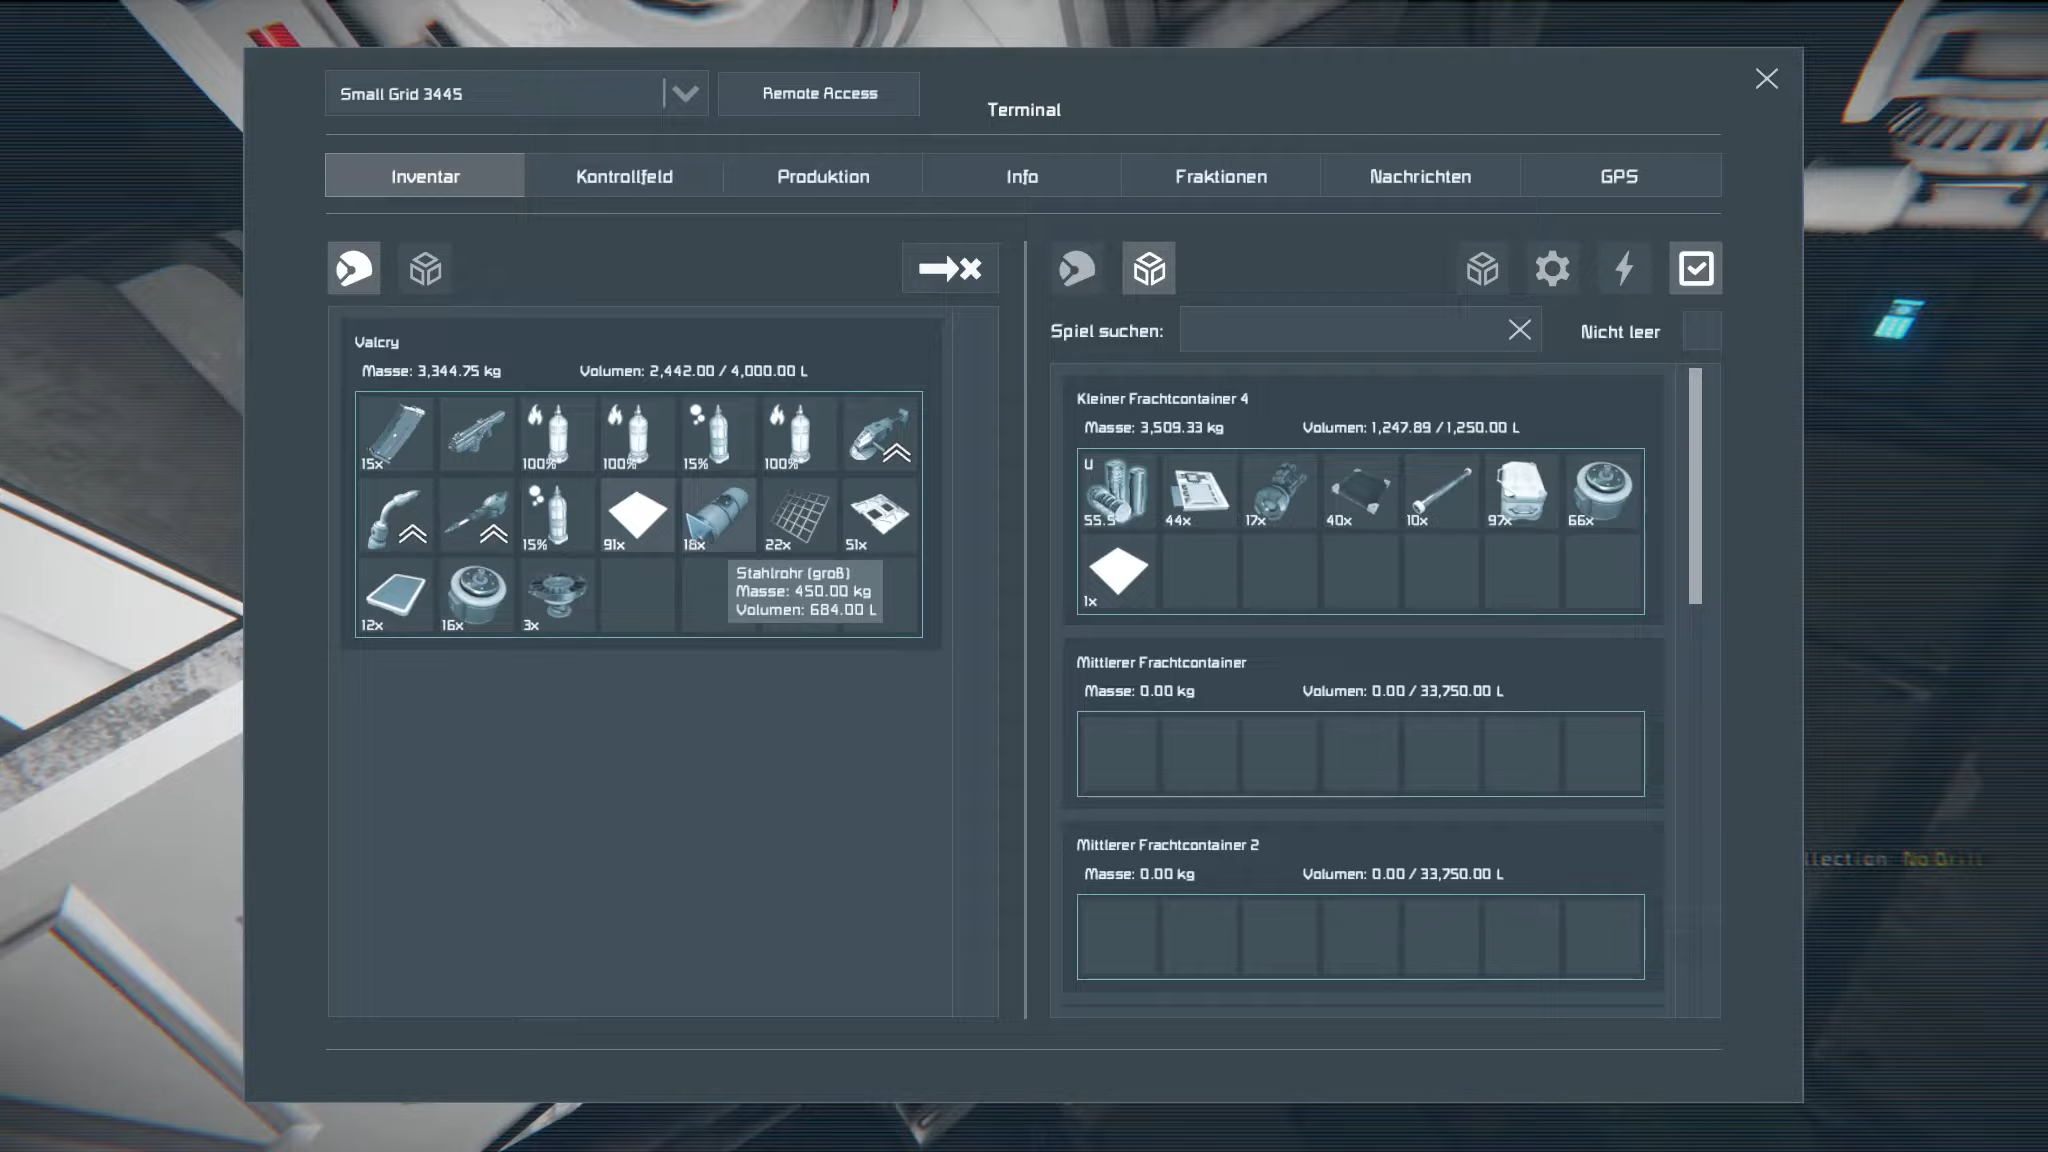 Small Grid 3445
Remote Access
Terminal
Inventar
Kontrollfeld
Produktion
Info
Fraktionen
Nachrichten
GPS
Spiel suchen:
Nicht leer
Valcry
Masse: 3,344.75 kg
Volumen: 2,442.00 / 4,000.00 L
15x
100%
100%
15%
100%
15%
91x
18x
22x
51x
Stahlrohr (groß)
Masse: 450.00 kg
Volumen: 684.00 L
12x
16x
3x
Kleiner Frachtcontainer 4
Masse: 3,509.33 kg
Volumen: 1,247.89 / 1,250.00 L
U
55.5
44x
17x
40x
10x
97x
66x
1x
Mittlerer Frachtcontainer
Masse: 0.00 kg
Volumen: 0.00 / 33,750.00 L
Mittlerer Frachtcontainer 2
Masse: 0.00 kg
Volumen: 0.00 / 33,750.00 L
llection No Drill